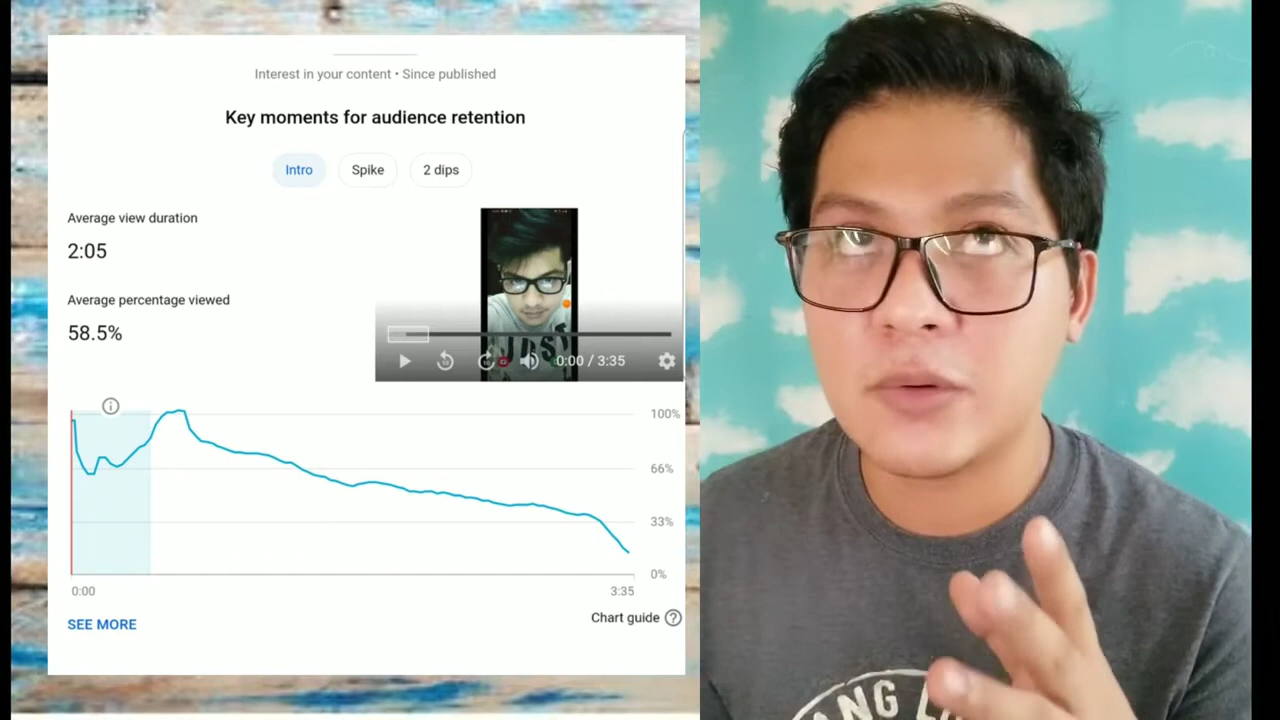 Interest in your content • Since published
Key moments for audience retention
Intro Spike 2 dips
Average view duration
2:05
Average percentage viewed
58.5%
0:00 / 3:35
100%
66%
33%
0%
0:00 3:35
SEE MORE
Chart guide
ANG